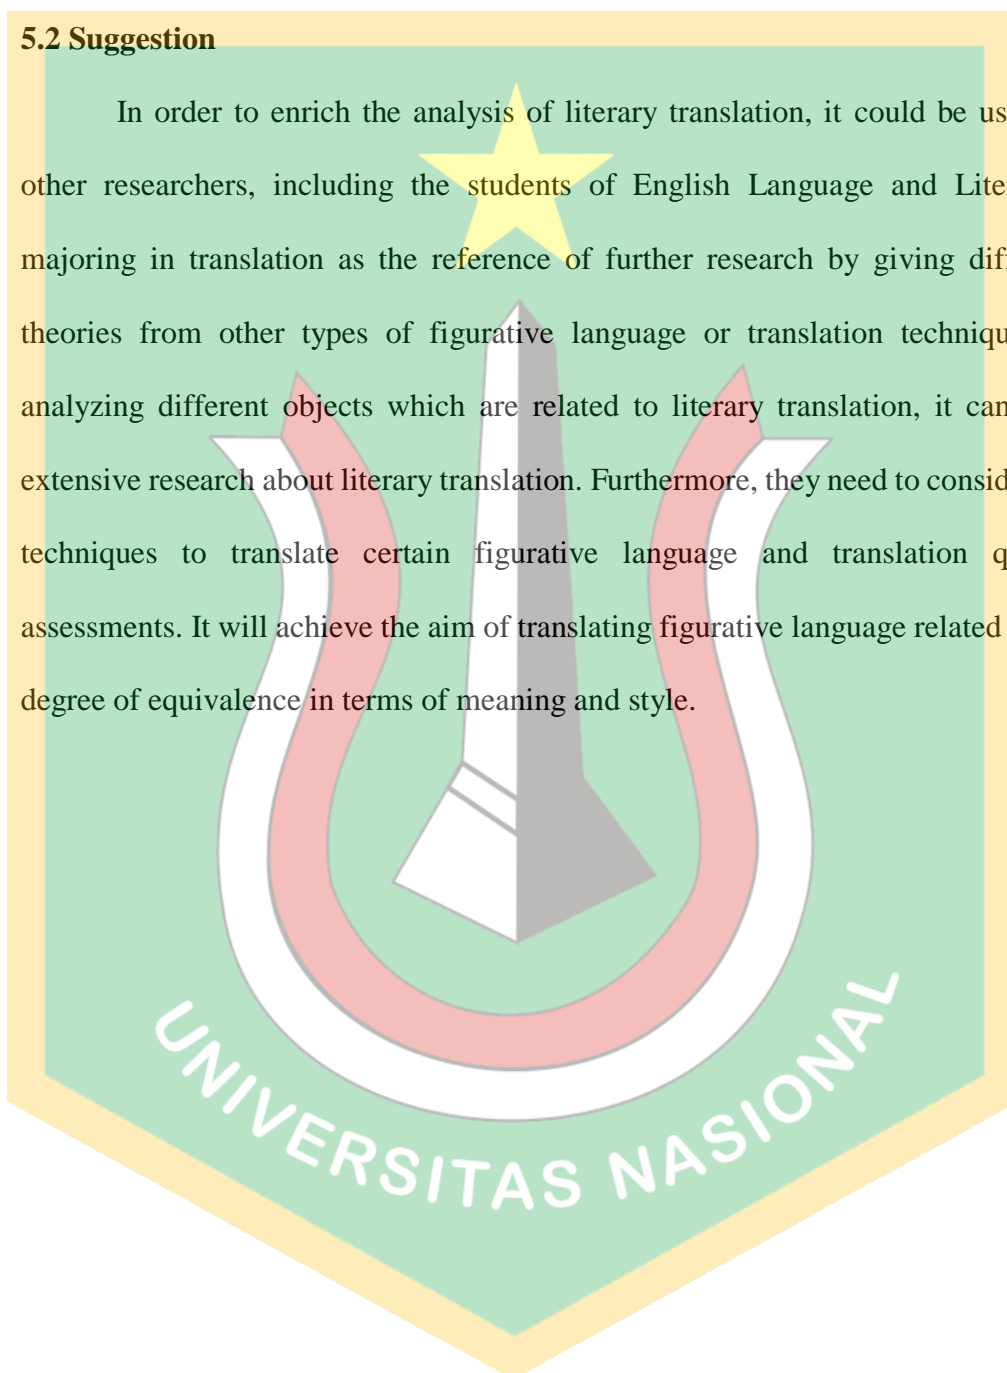 5.2 Suggestion
In order to enrich the analysis of literary translation, it could be us
other researchers, including the students of English Language and Lite
majoring in translation as the reference of further research by giving diff
theories from other types of figurative language or translation techniqu
analyzing different objects which are related to literary translation, it can
extensive research about literary translation. Furthermore, they need to consid
techniques to translate certain figurative language and translation q
assessments. It will achieve the aim of translating figurative language related
degree of equivalence in terms of meaning and style.
UNIVERSITAS NASIONAL